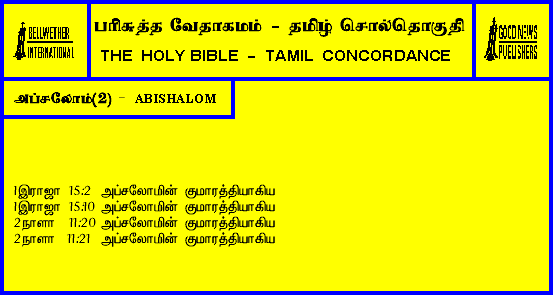 BELLWETHER
INTERNATIONAL
பரிசுத்த வேதாகமம் - தமிழ் சொல்தொகுதி
THE HOLY BIBLE - TAMIL CONCORDANCE
GOOD NEWS
PUBLISHERS
அப்சலோம்(2) - ABISHALOM
1இராஜா 15:2 அப்சலோமின் குமாரத்தியாகிய
1இராஜா 15:10 அப்சலோமின் குமாரத்தியாகிய
2நாளா 11:20 அப்சலோமின் குமாரத்தியாகிய
2நாளா 11:21 அப்சலோமின் குமாரத்தியாகிய